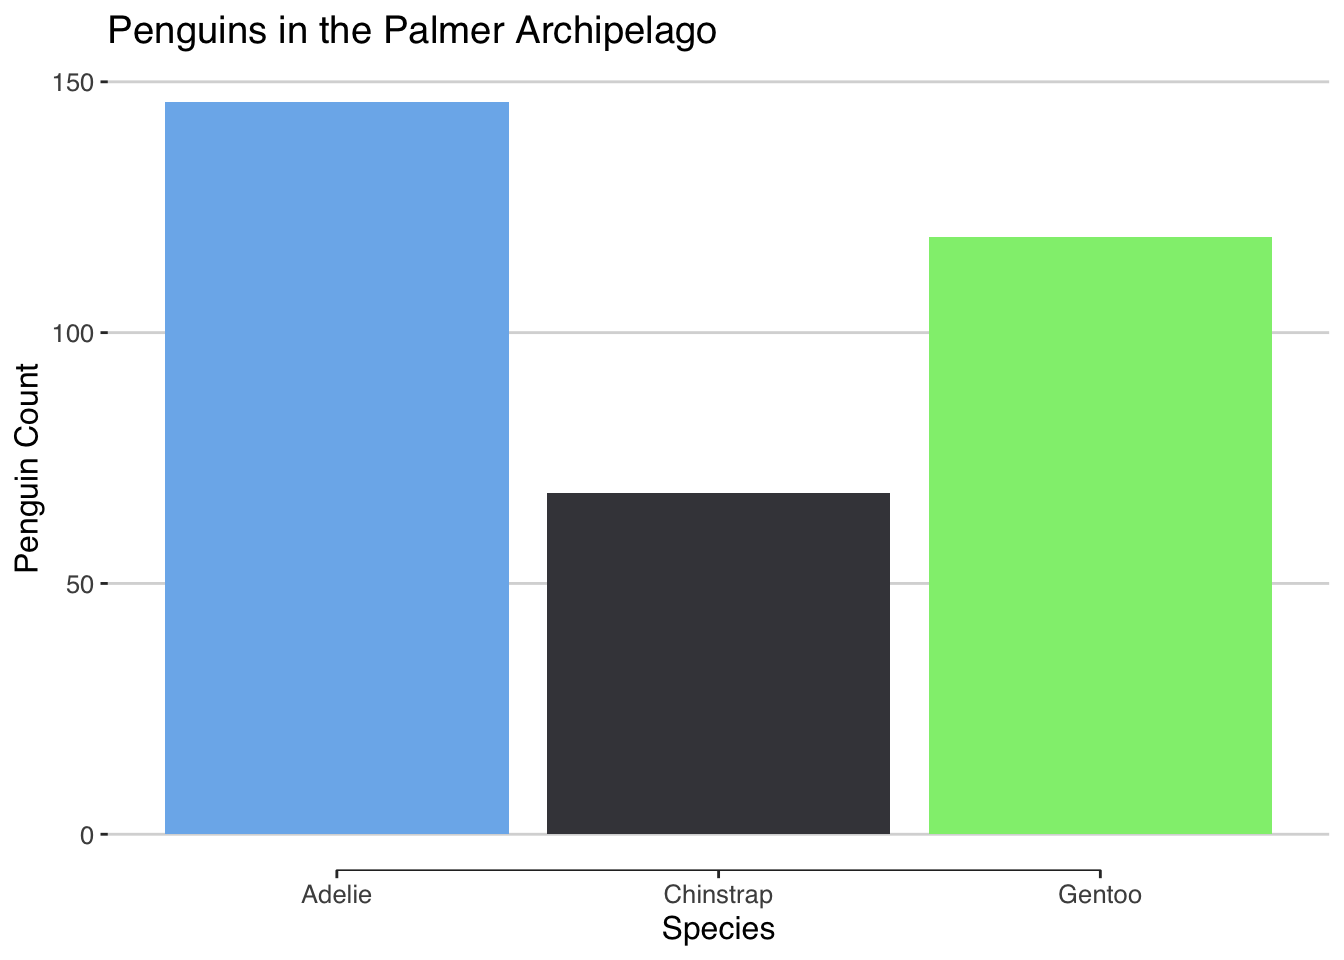 Penguins in the Palmer Archipelago
150
100
50
0
Penguin Count
Adelie Chinstrap Gentoo
Species